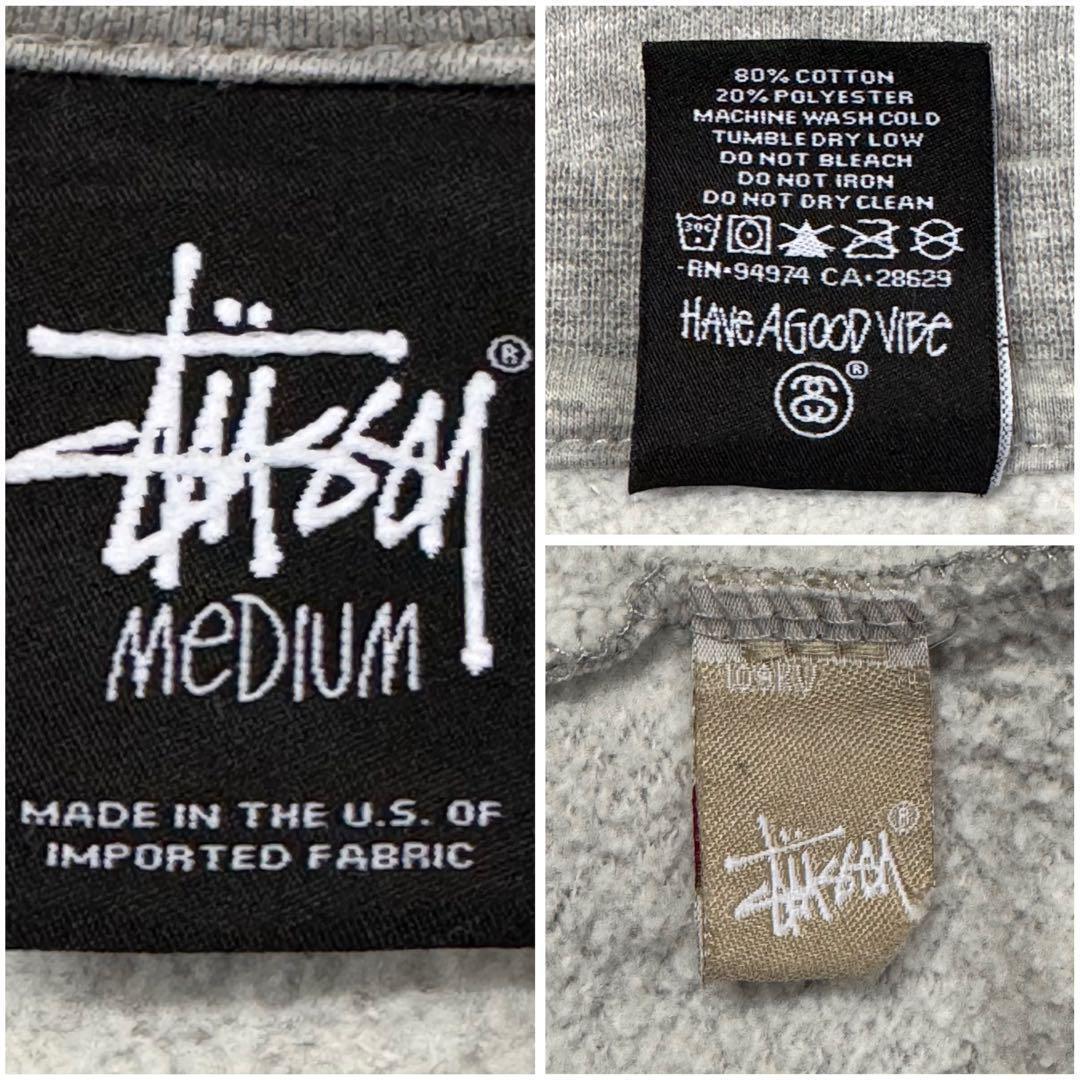 Stüssy ®
MEDIUM
MADE IN THE U.S. OF
IMPORTED FABRIC
80% COTTON
20% POLYESTER
MACHINE WASH COLD
TUMBLE DRY LOW
DO NOT BLEACH
DO NOT IRON
DO NOT DRY CLEAN
30C
-RN•94974 CA•28629
HAVE A GOOD VIBE
®
Stüssy ®